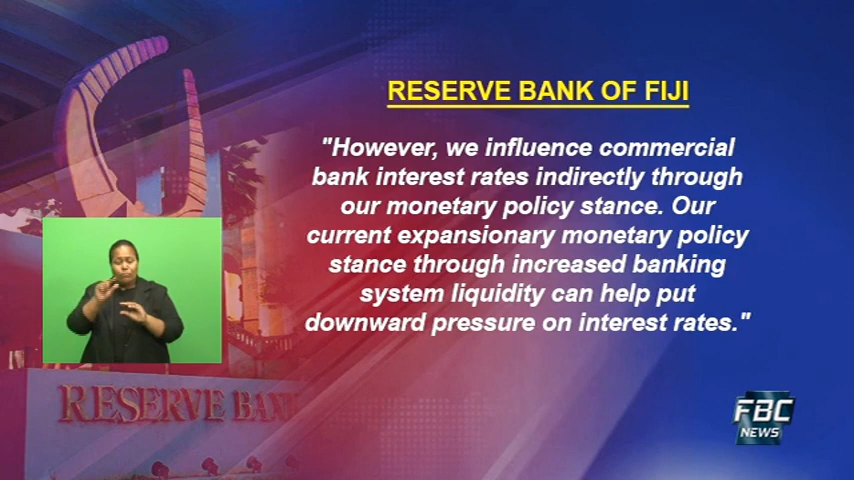 RESERVE BANK OF FIJI
"However, we influence commercial
bank interest rates indirectly through
our monetary policy stance. Our
current expansionary monetary policy
stance through increased banking
system liquidity can help put
downward pressure on interest rates."
RESERVE BAN
FBC
NEWS